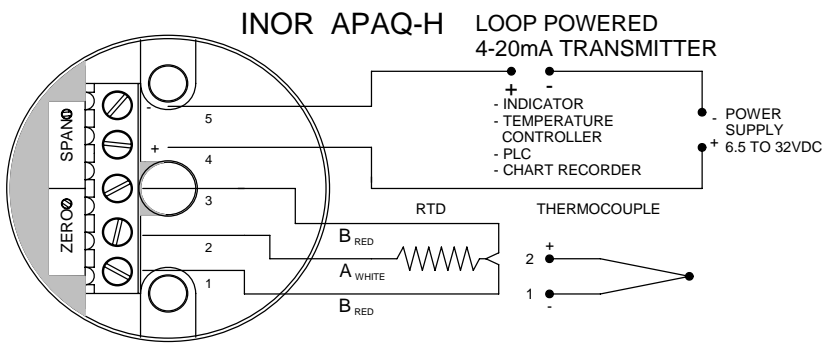 INOR APAQ-H
LOOP POWERED
4-20mA TRANSMITTER
SPAN
ZERO
-
5
+
4
3
2
1
+ -
- INDICATOR
- TEMPERATURE
CONTROLLER
- PLC
- CHART RECORDER
- POWER
SUPPLY
+ 6.5 TO 32VDC
RTD
THERMOCOUPLE
B RED
A WHITE
B RED
+
2
1
-